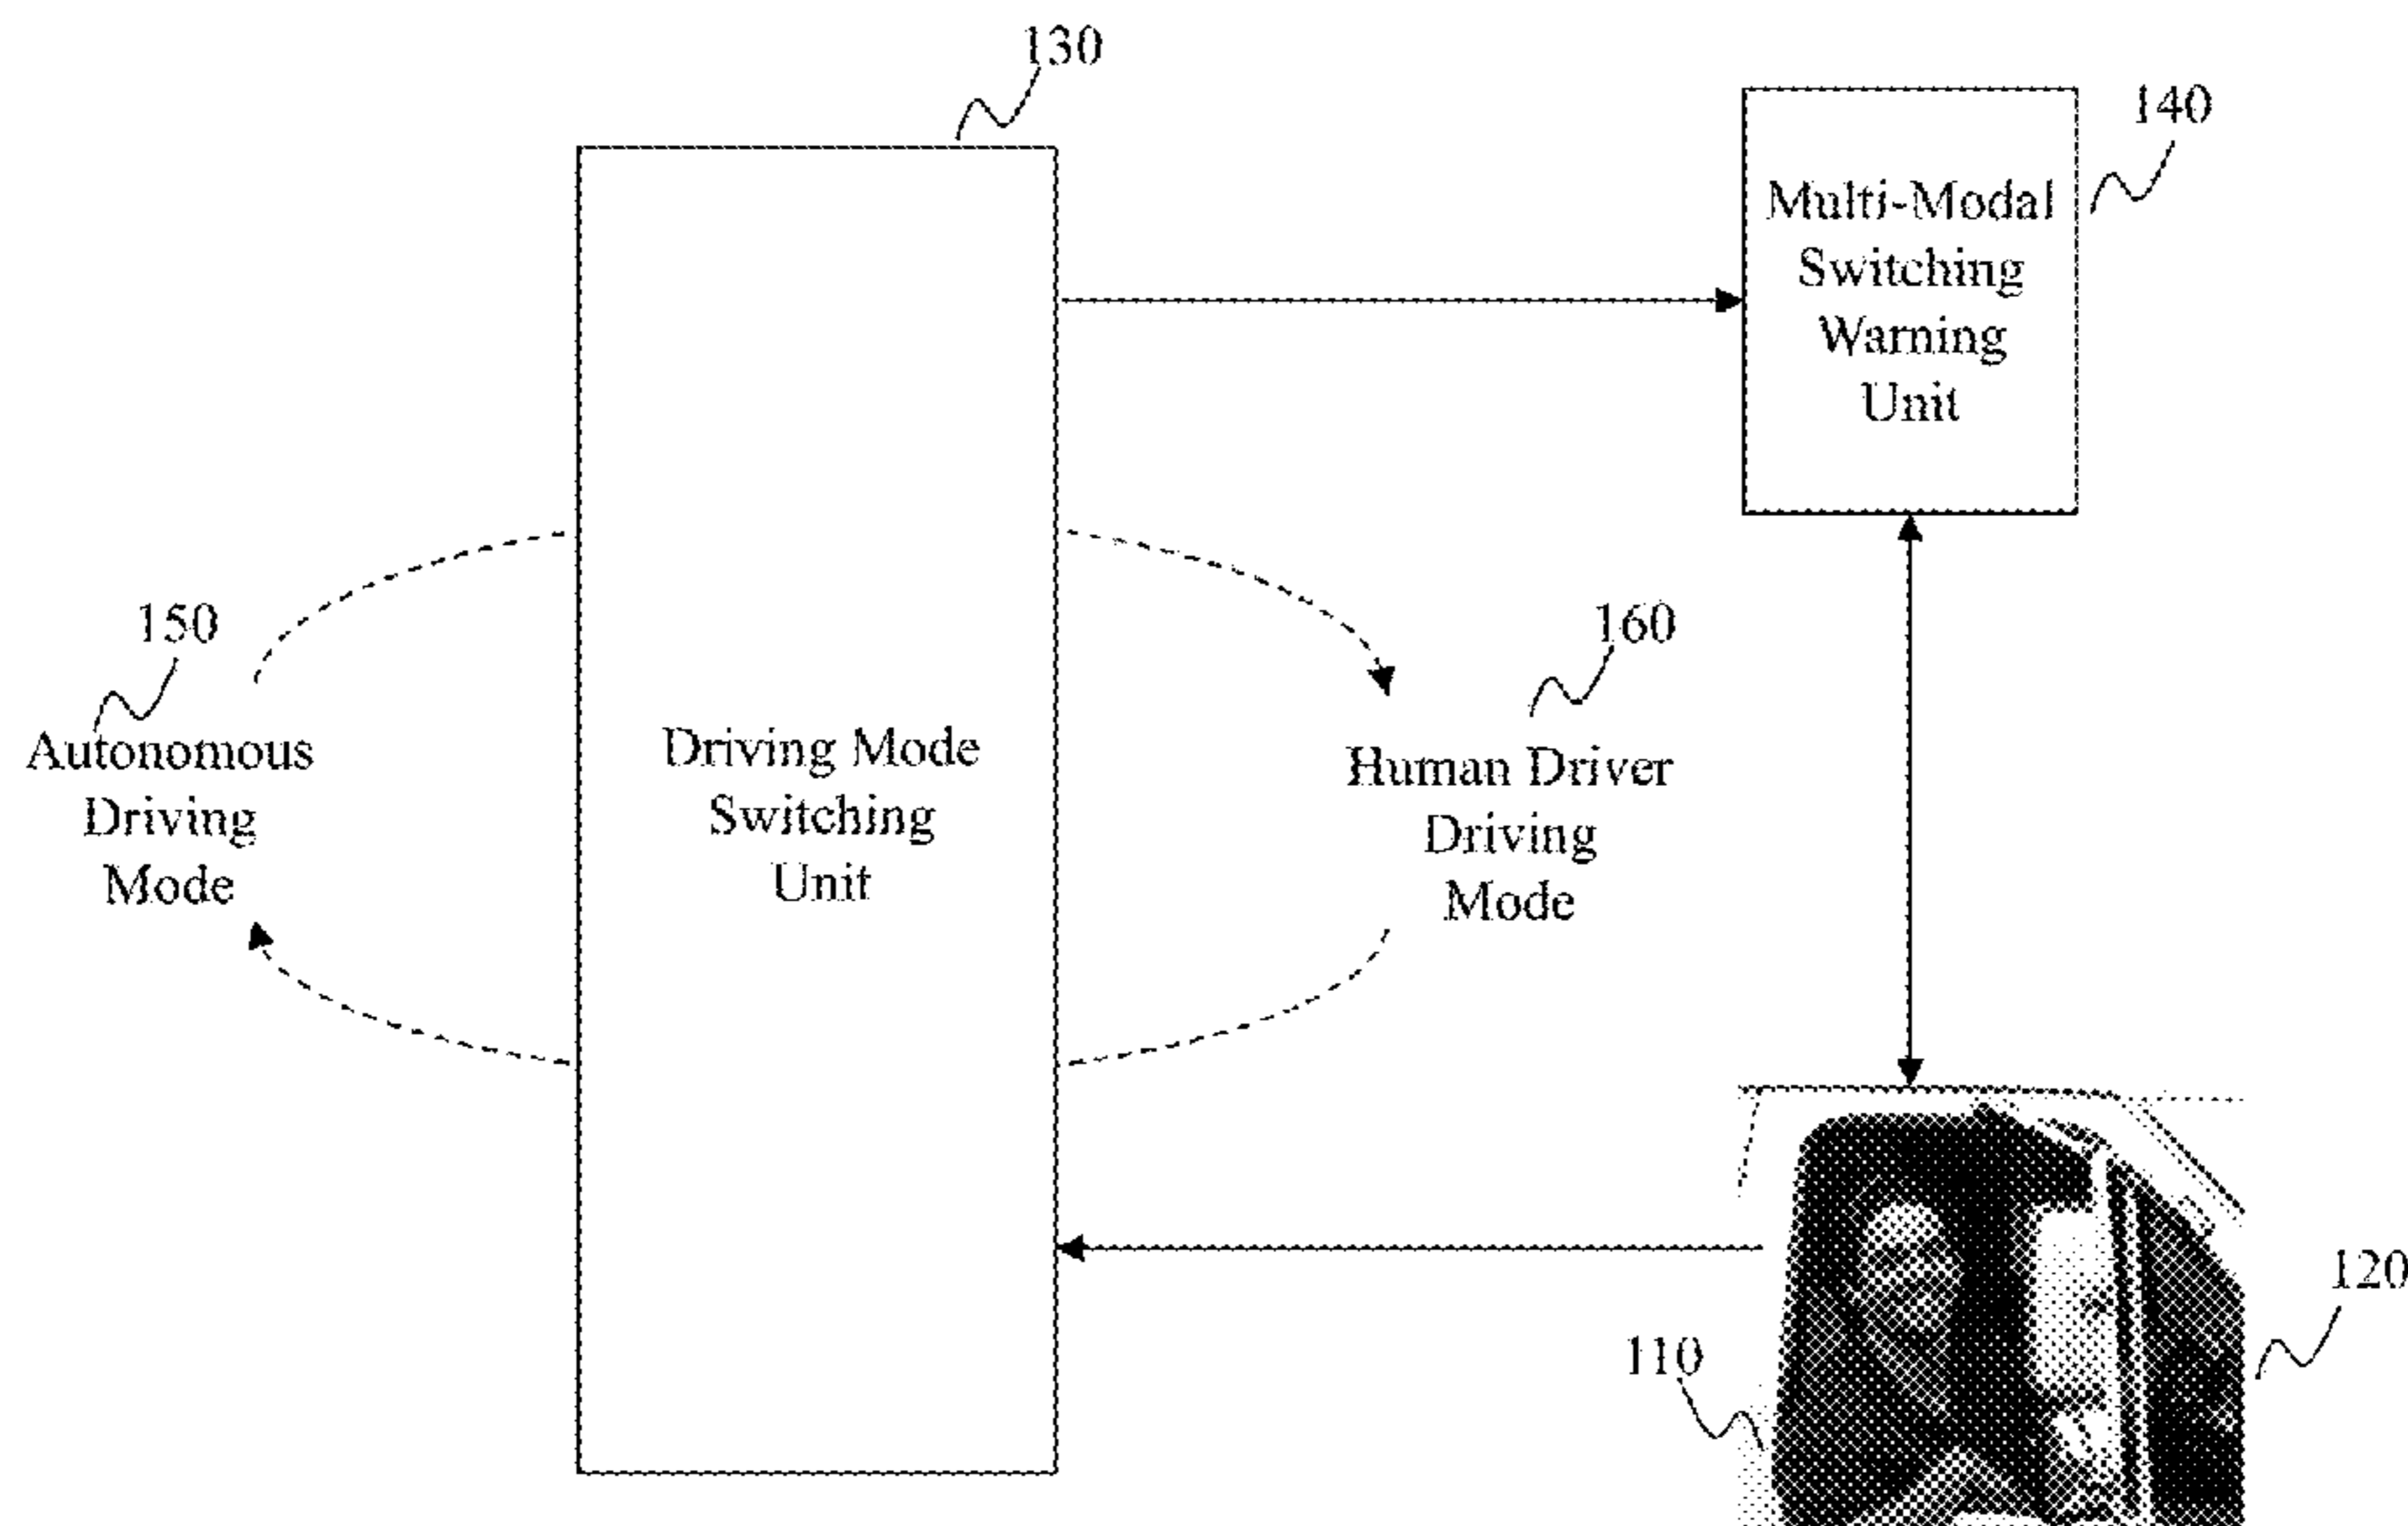 130
140
Multi-Modal
Switching
Warning
Unit
150
160
Autonomous
Driving
Mode
Driving Mode
Switching
Unit
Human Driver
Driving
Mode
120
110